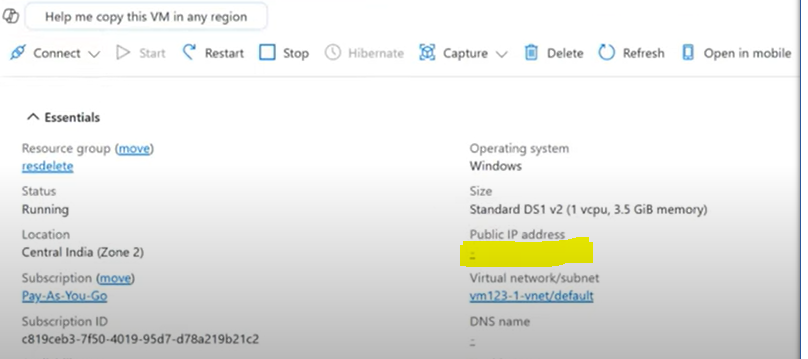 Help me copy this VM in any region
Connect Start Restart Stop Hibernate Capture Delete Refresh Open in mobile
Essentials
Resource group (move)
resdelete
Status
Running
Location
Central India (Zone 2)
Subscription (move)
Pay-As-You-Go
Subscription ID
c819ceb3-7f50-4019-95d7-d78a219b21c2
Operating system
Windows
Size
Standard DS1 v2 (1 vcpu, 3.5 GiB memory)
Public IP address
-
Virtual network/subnet
vm123-1-vnet/default
DNS name
-